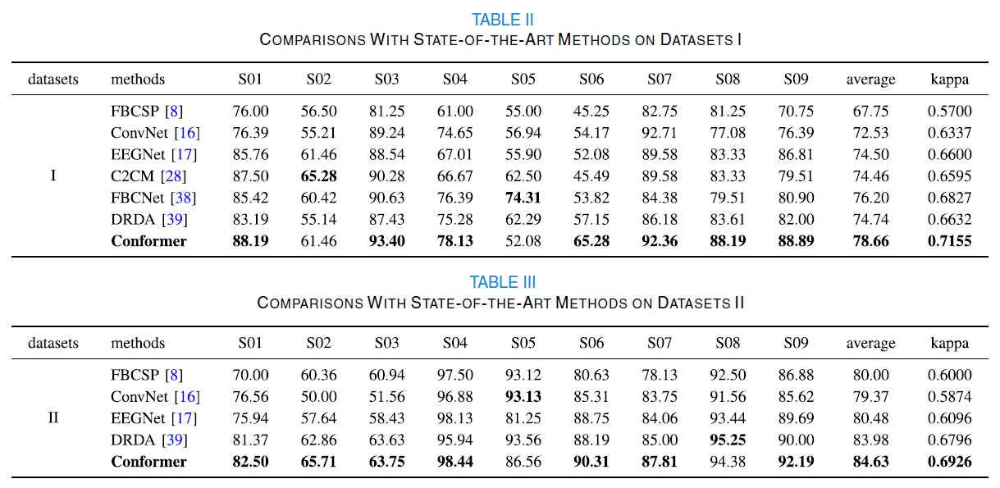 TABLE II
COMPARISONS WITH STATE-OF-THE-ART METHODS ON DATASETS I
datasets methods S01 S02 S03 S04 S05 S06 S07 S08 S09 average kappa
FBCSP [8] 76.00 56.50 81.25 61.00 55.00 45.25 82.75 81.25 70.75 67.75 0.5700
ConvNet [16] 76.39 55.21 89.24 74.65 56.94 54.17 92.71 77.08 76.39 72.53 0.6337
EEGNet [17] 85.76 61.46 88.54 67.01 55.90 52.08 89.58 83.33 86.81 74.50 0.6600
I C2CM [28] 87.50 65.28 90.28 66.67 62.50 45.49 89.58 83.33 79.51 74.46 0.6595
FBCNet [38] 85.42 60.42 90.63 76.39 74.31 53.82 84.38 79.51 80.90 76.20 0.6827
DRDA [39] 83.19 55.14 87.43 75.28 62.29 57.15 86.18 83.61 82.00 74.74 0.6632
Conformer 88.19 61.46 93.40 78.13 52.08 65.28 92.36 88.19 88.89 78.66 0.7155
TABLE III
COMPARISONS WITH STATE-OF-THE-ART METHODS ON DATASETS II
datasets methods S01 S02 S03 S04 S05 S06 S07 S08 S09 average kappa
FBCSP [8] 70.00 60.36 60.94 97.50 93.12 80.63 78.13 92.50 86.88 80.00 0.6000
ConvNet [16] 76.56 50.00 51.56 96.88 93.13 85.31 83.75 91.56 85.62 79.37 0.5874
II EEGNet [17] 75.94 57.64 58.43 98.13 81.25 88.75 84.06 93.44 89.69 80.48 0.6096
DRDA [39] 81.37 62.86 63.63 95.94 93.56 88.19 85.00 95.25 90.00 83.98 0.6796
Conformer 82.50 65.71 63.75 98.44 86.56 90.31 87.81 94.38 92.19 84.63 0.6926